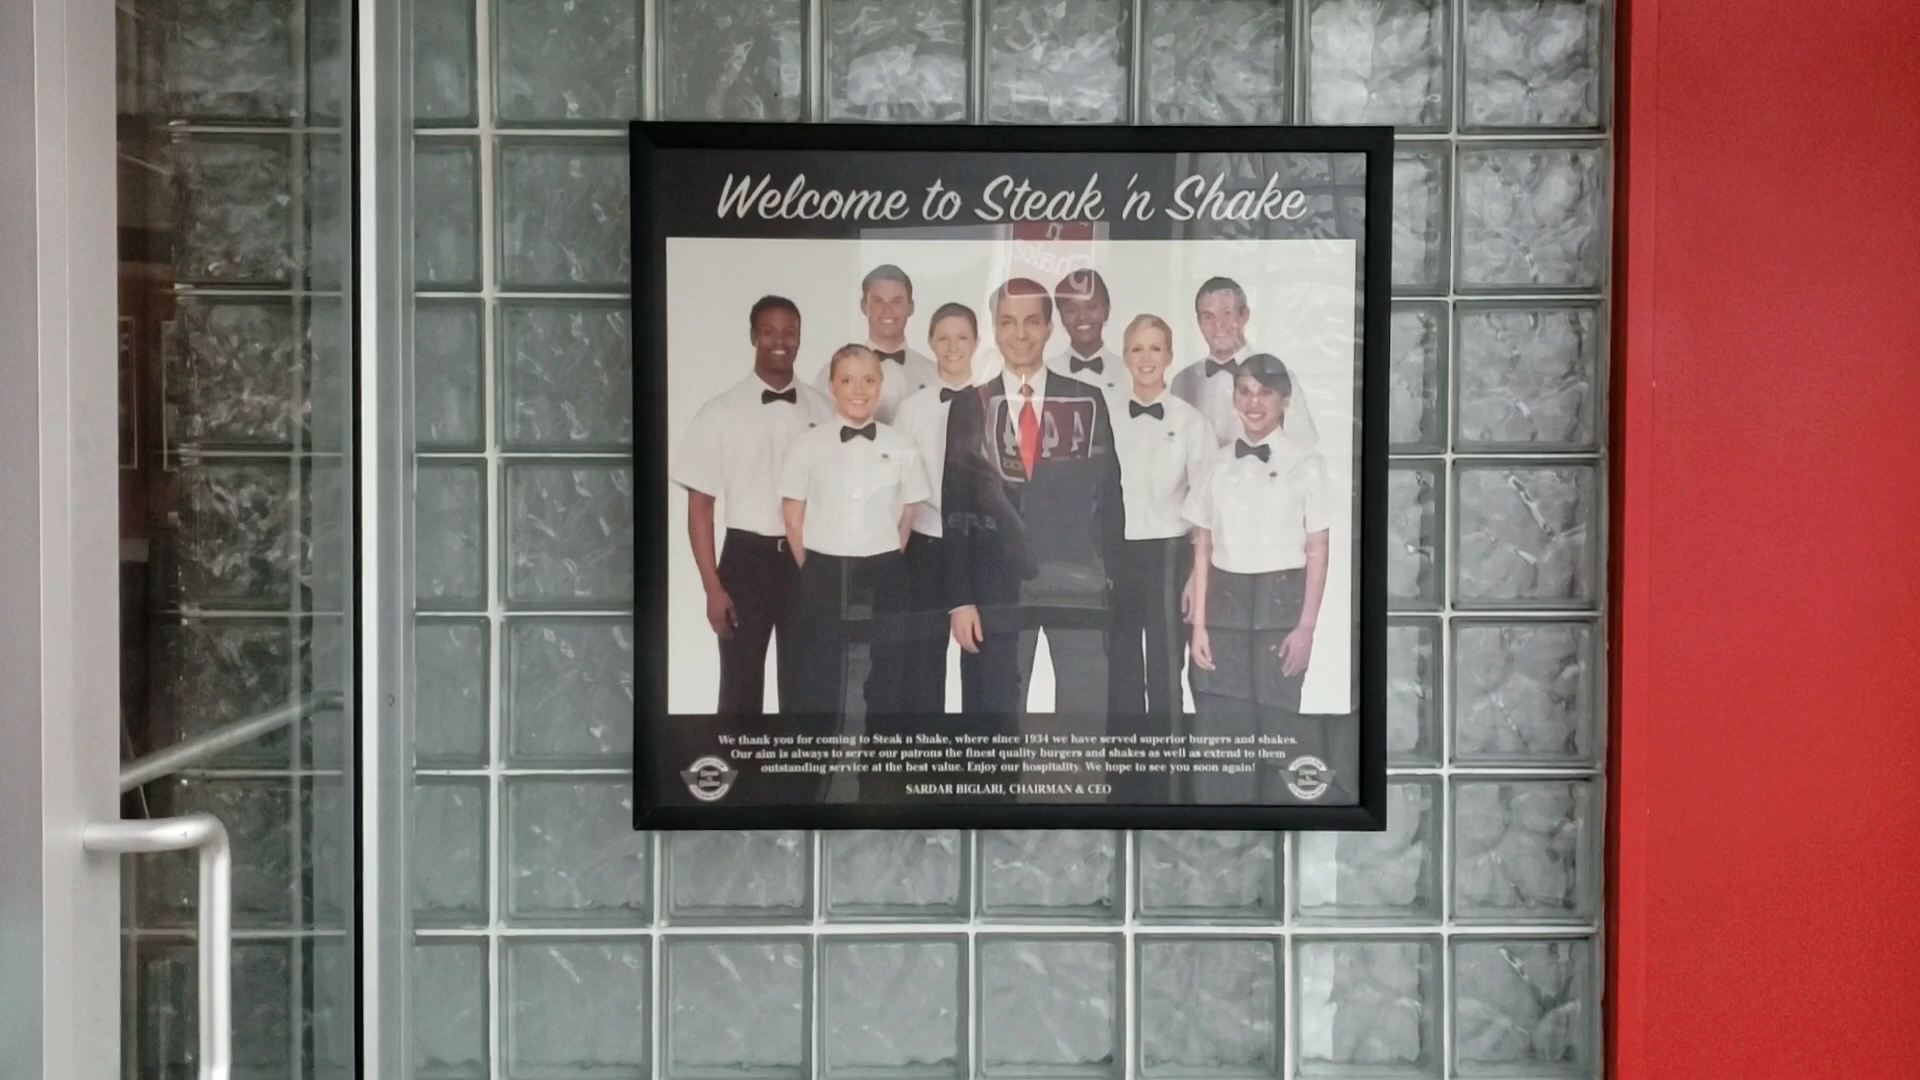 Welcome to Steak 'n Shake
We thank you for coming to Steak n Shake, where since 1934 we have served superior burgers and shakes.
Our aim is always to serve our patrons the finest quality burgers and shakes as well as extend to them
outstanding service at the best value. Enjoy our hospitality. We hope to see you soon again!
SARDAR BIGLARI, CHAIRMAN & CEO